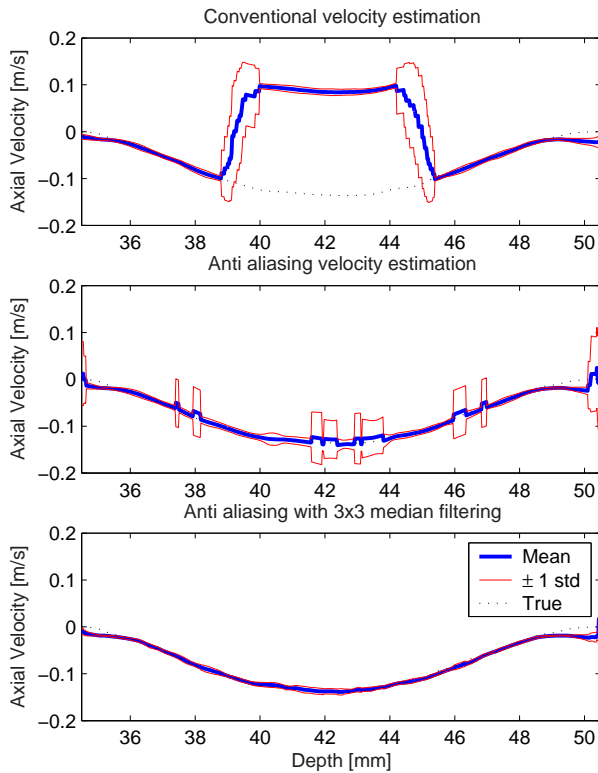 Conventional velocity estimation
0.2
0.1
0
−0.1
−0.2
Axial Velocity [m/s]
36 38 40 42 44 46 48 50
Anti aliasing velocity estimation
0.2
0.1
0
−0.1
−0.2
Axial Velocity [m/s]
36 38 40 42 44 46 48 50
Anti aliasing with 3x3 median filtering
0.2
0.1
0
−0.1
−0.2
Axial Velocity [m/s]
Mean
± 1 std
True
36 38 40 42 44 46 48 50
Depth [mm]